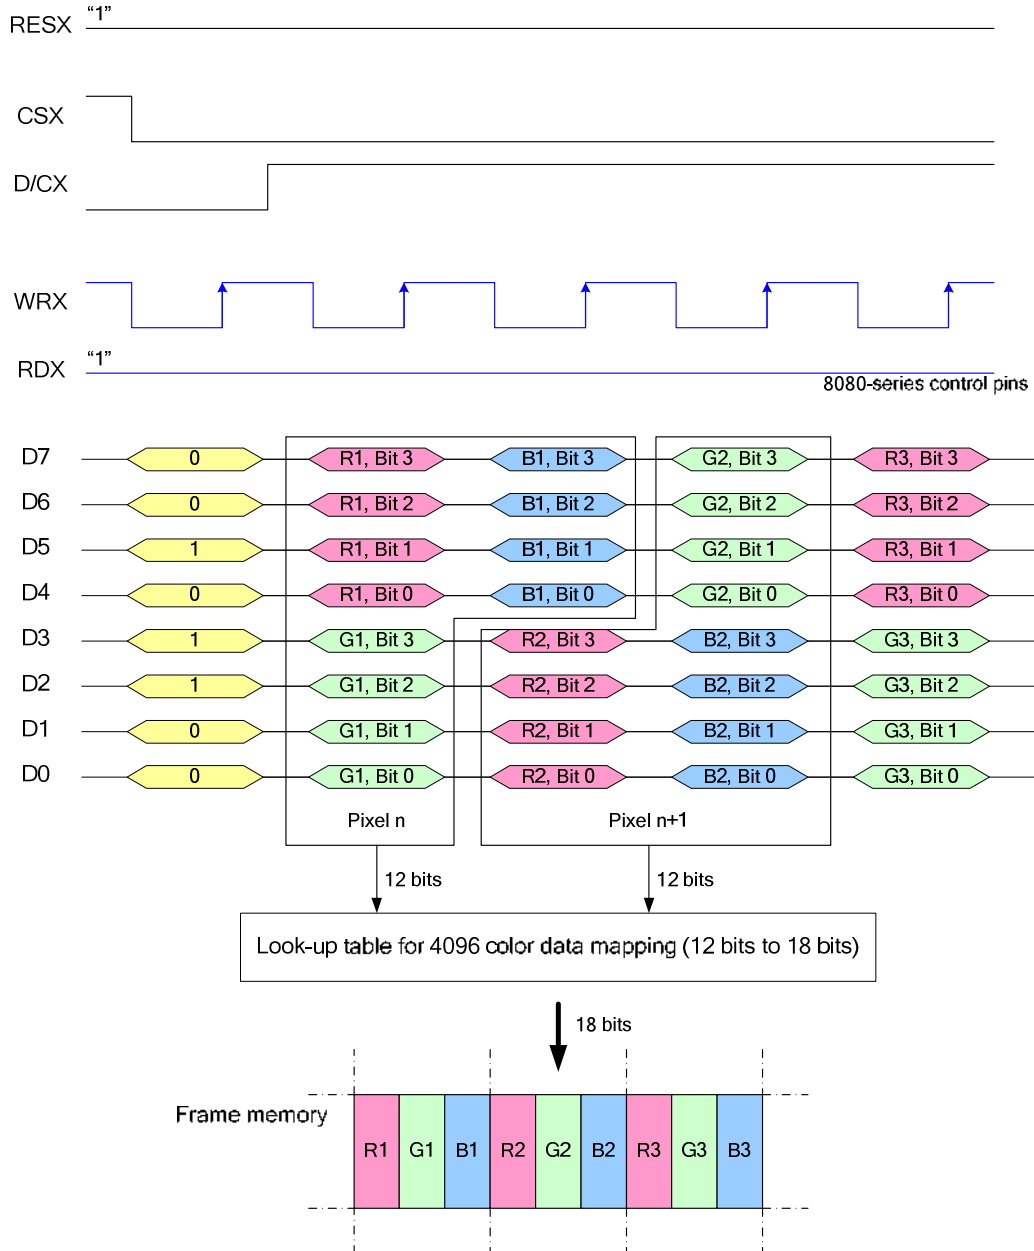 RESX "1"
CSX
D/CX
WRX
RDX "1"
8080-series control pins
D7 0 R1, Bit 3 B1, Bit 3 G2, Bit 3 R3, Bit 3
D6 0 R1, Bit 2 B1, Bit 2 G2, Bit 2 R3, Bit 2
D5 1 R1, Bit 1 B1, Bit 1 G2, Bit 1 R3, Bit 1
D4 0 R1, Bit 0 B1, Bit 0 G2, Bit 0 R3, Bit 0
D3 1 G1, Bit 3 R2, Bit 3 B2, Bit 3 G3, Bit 3
D2 1 G1, Bit 2 R2, Bit 2 B2, Bit 2 G3, Bit 2
D1 0 G1, Bit 1 R2, Bit 1 B2, Bit 1 G3, Bit 1
D0 0 G1, Bit 0 R2, Bit 0 B2, Bit 0 G3, Bit 0
Pixel n Pixel n+1
12 bits 12 bits
Look-up table for 4096 color data mapping (12 bits to 18 bits)
18 bits
Frame memory
R1 G1 B1 R2 G2 B2 R3 G3 B3